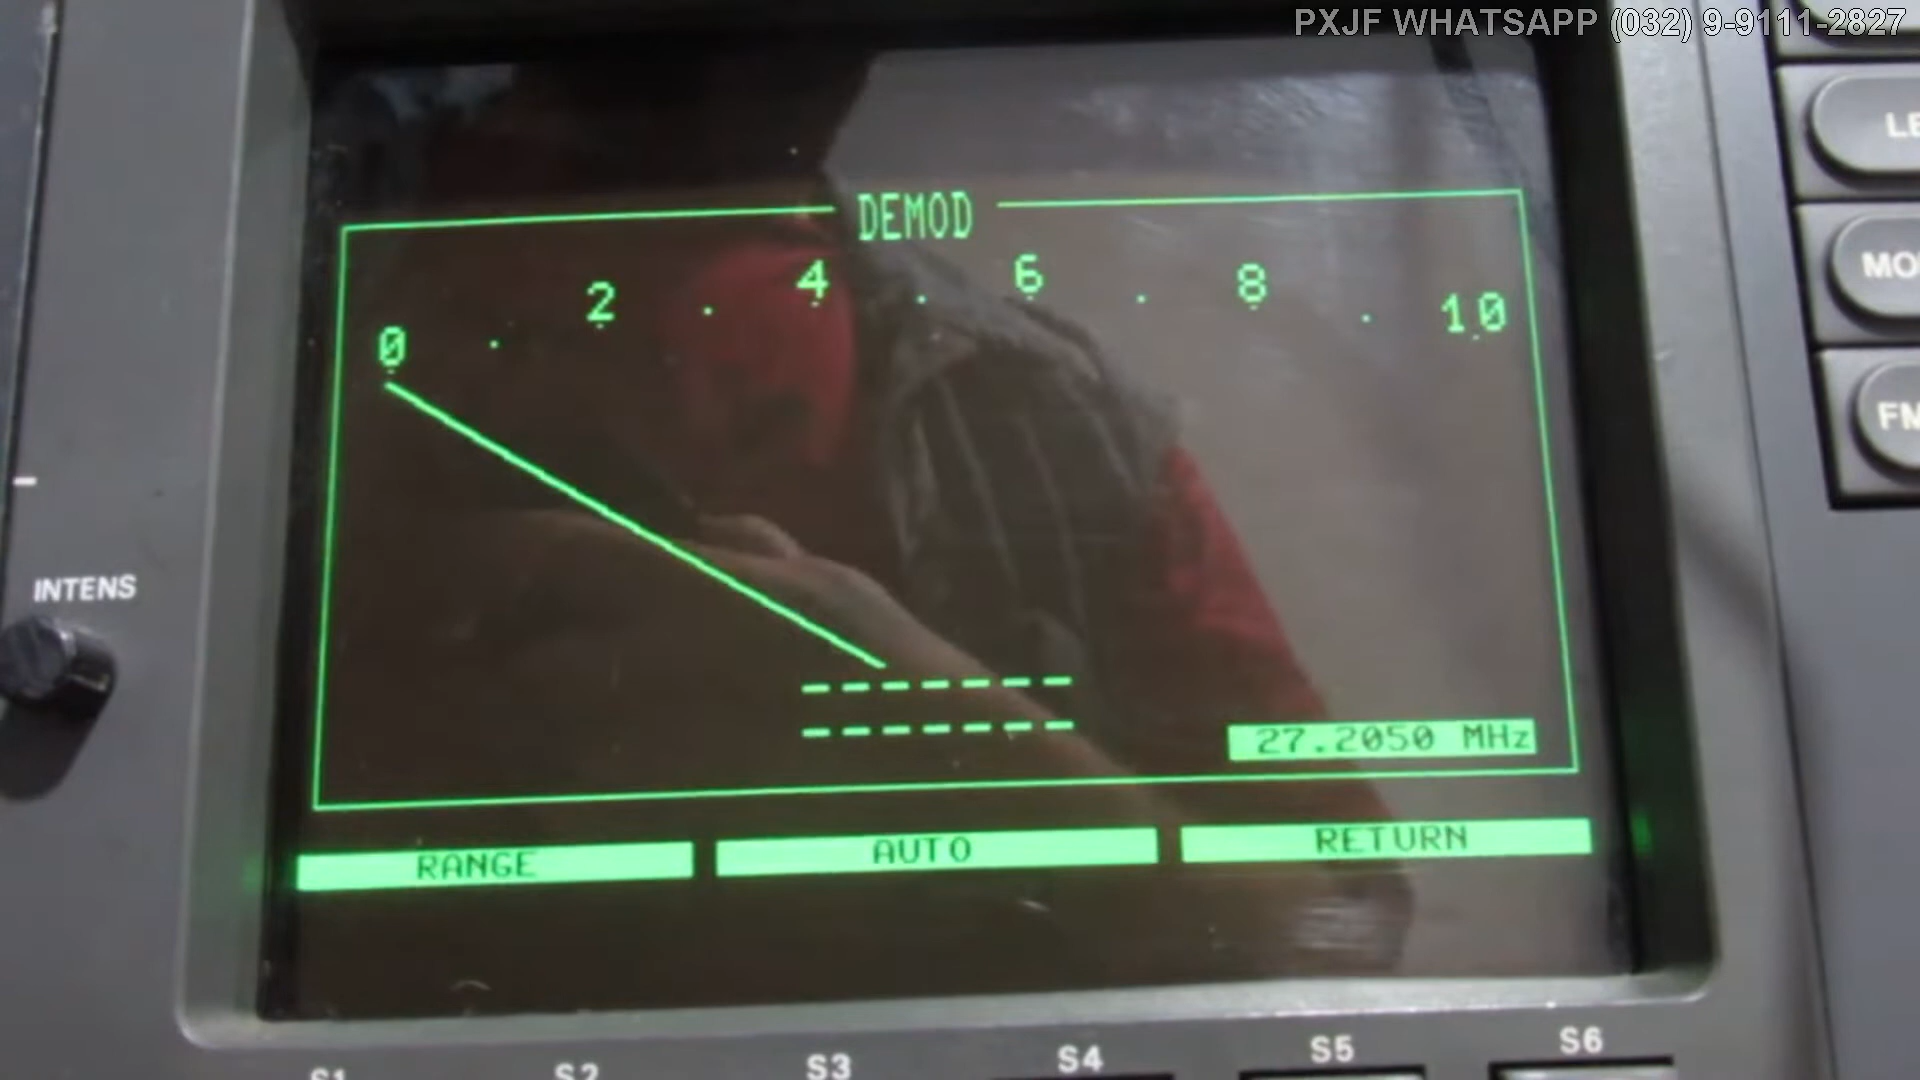 PXJF WHATSAPP (032) 9-9111-2827
DEMOD
0 2 4 6 8 10
27.2050 MHz
RANGE AUTO RETURN
INTENS
S1 S2 S3 S4 S5 S6